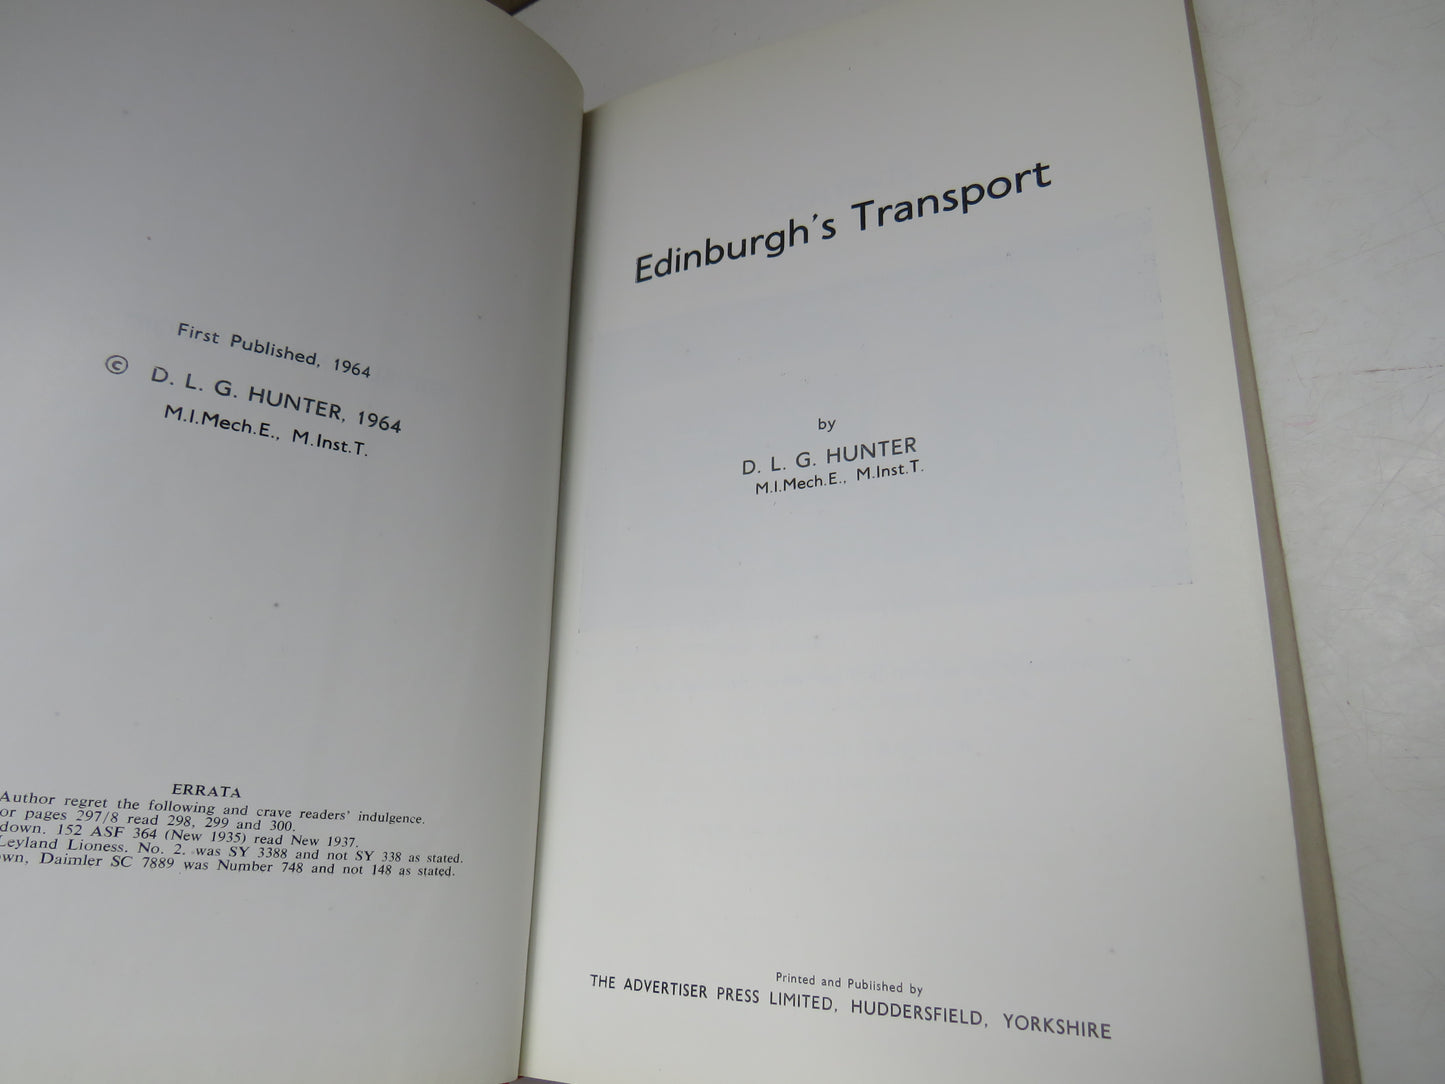 First Published, 1964
© D. L. G. HUNTER, 1964
M.I.Mech.E., M.Inst.T.
ERRATA
Author regret the following and crave readers' indulgence.
or pages 297/8 read 298, 299 and 300.
down. 152 ASF 364 (New 1935) read New 1937.
Leyland Lioness. No. 2. was SY 3388 and not SY 338 as stated.
own, Daimler SC 7889 was Number 748 and not 148 as stated.
Edinburgh's Transport
by
D. L. G. HUNTER
M.I.Mech.E., M.Inst.T.
Printed and Published by
THE ADVERTISER PRESS LIMITED, HUDDERSFIELD, YORKSHIRE